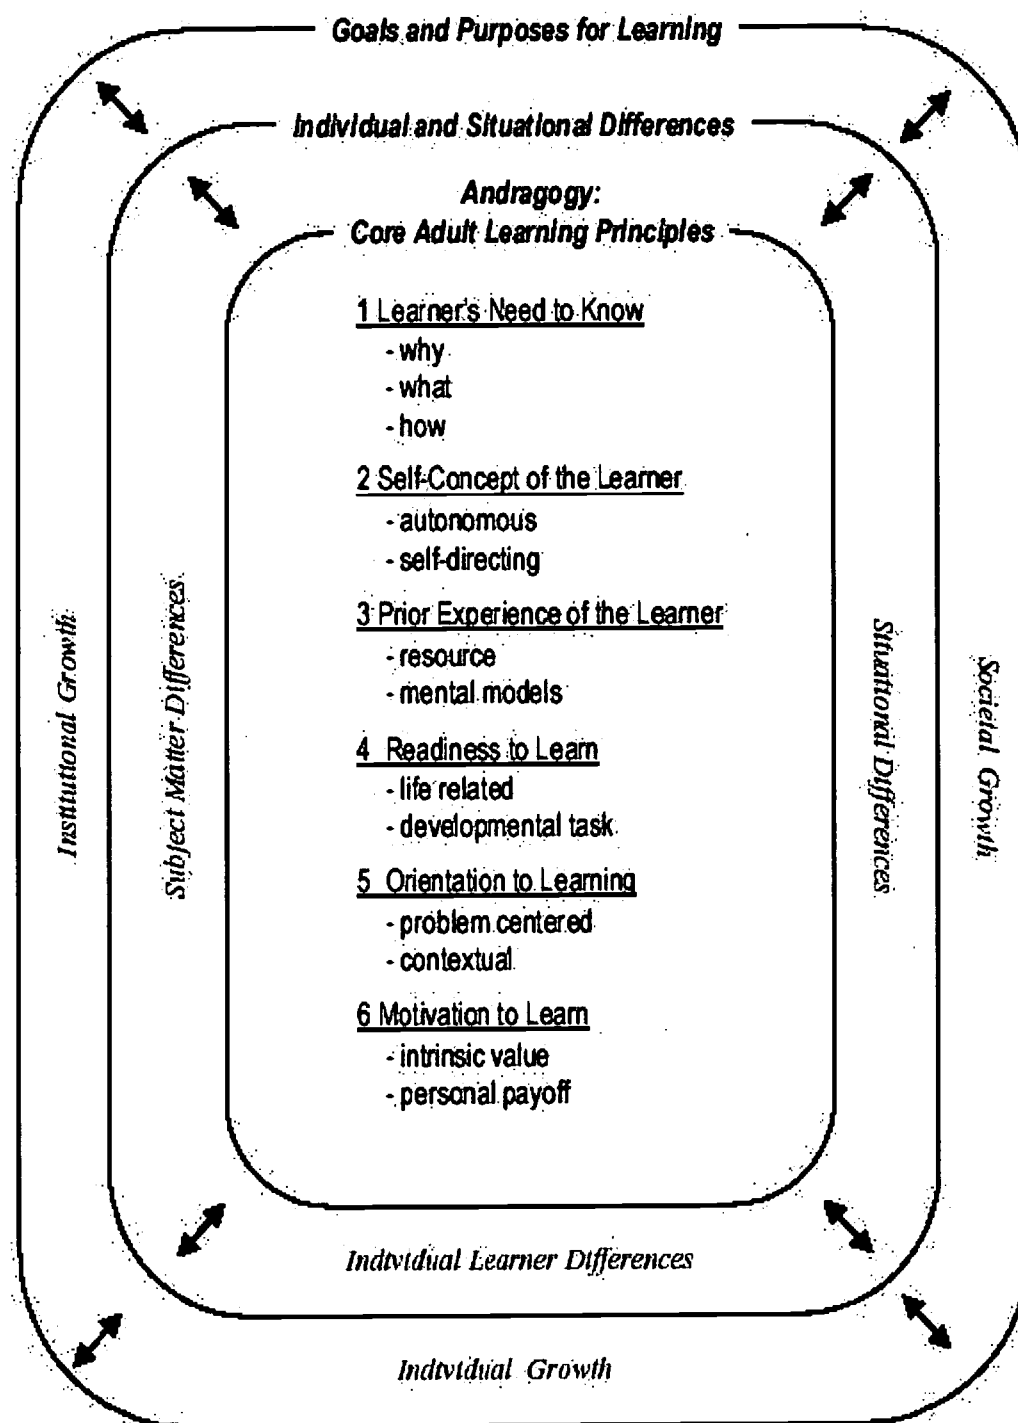 Goals and Purposes for Learning
Individual and Situational Differences
Andragogy:
Core Adult Learning Principles
1 Learner's Need to Know
- why
- what
- how
2 Self-Concept of the Learner
- autonomous
- self-directing
3 Prior Experience of the Learner
- resource
- mental models
4 Readiness to Learn
- life related
- developmental task
5 Orientation to Learning
- problem centered
- contextual
6 Motivation to Learn
- intrinsic value
- personal payoff
Institutional Growth
Subject Matter Differences
Situational Differences
Societal Growth
Individual Learner Differences
Individual Growth